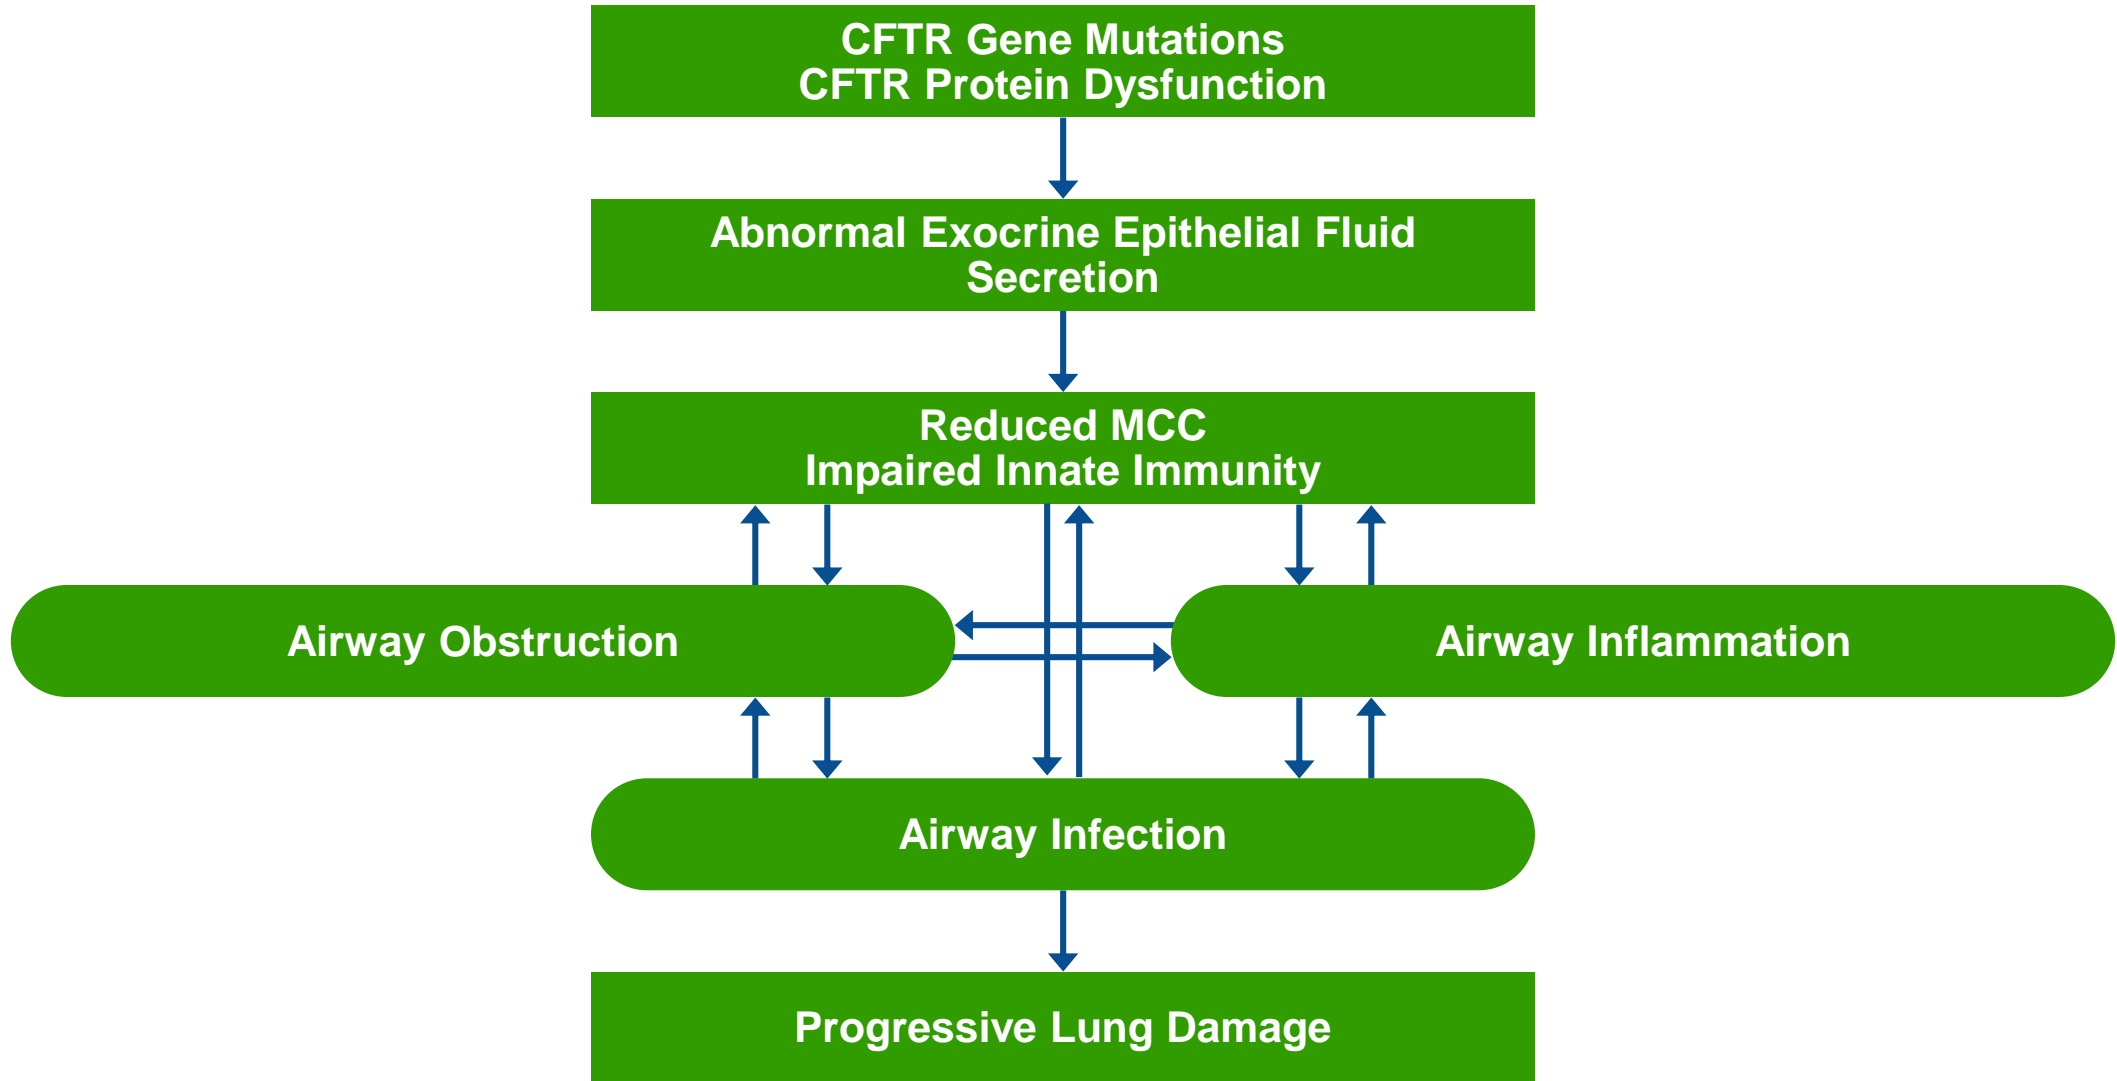 CFTR Gene Mutations
CFTR Protein Dysfunction
Abnormal Exocrine Epithelial Fluid
Secretion
Reduced MCC
Impaired Innate Immunity
Airway Obstruction
Airway Inflammation
Airway Infection
Progressive Lung Damage